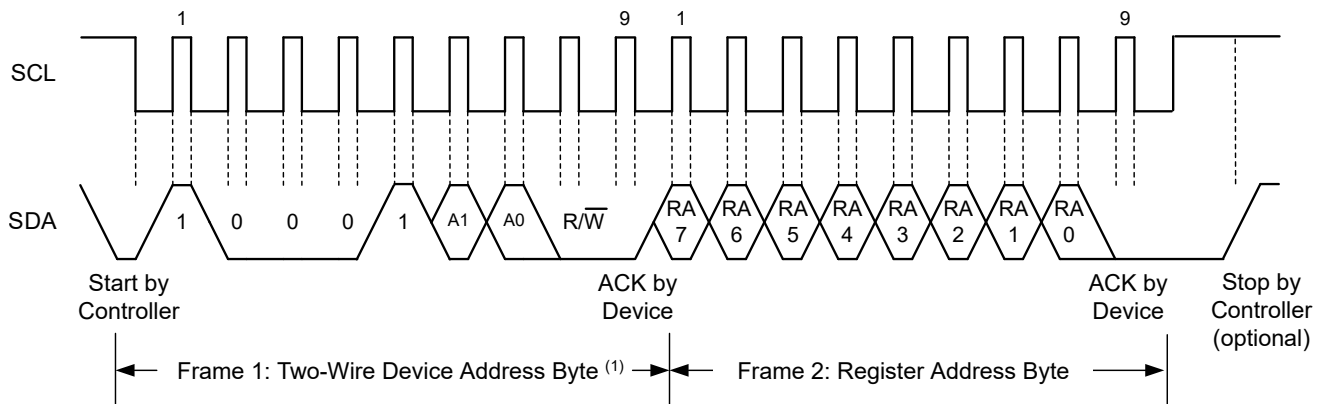 1 9 1 9
SCL
SDA
1 0 0 0 1 A1 A0 R/W̅ RA 7 RA 6 RA 5 RA 4 RA 3 RA 2 RA 1 RA 0
Start by
Controller
ACK by
Device
ACK by
Device
Stop by
Controller
(optional)
Frame 1: Two-Wire Device Address Byte (1)
Frame 2: Register Address Byte